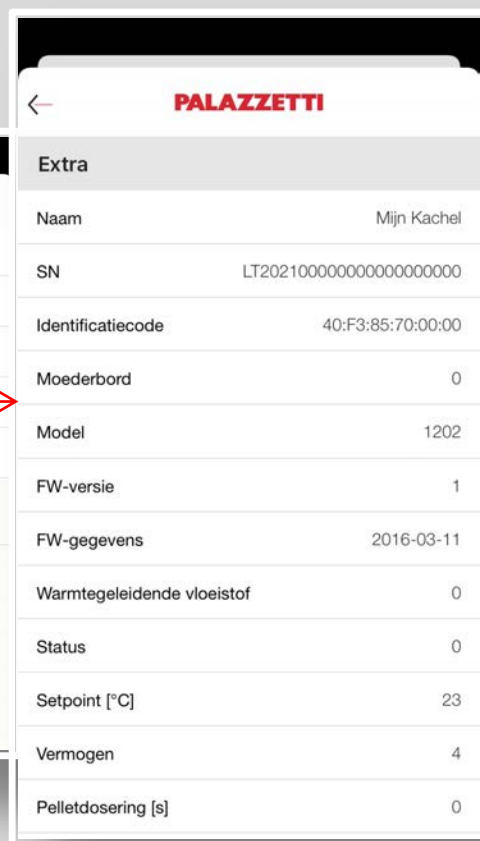 PALAZZETTI
Extra
Naam Mijn Kachel
SN LT202100000000000000000
Identificatiecode 40:F3:85:70:00:00
Moederbord 0
Model 1202
FW-versie 1
FW-gegevens 2016-03-11
Warmtegeleidende vloeistof 0
Status 0
Setpoint [°C] 23
Vermogen 4
Pelletdosering [s] 0